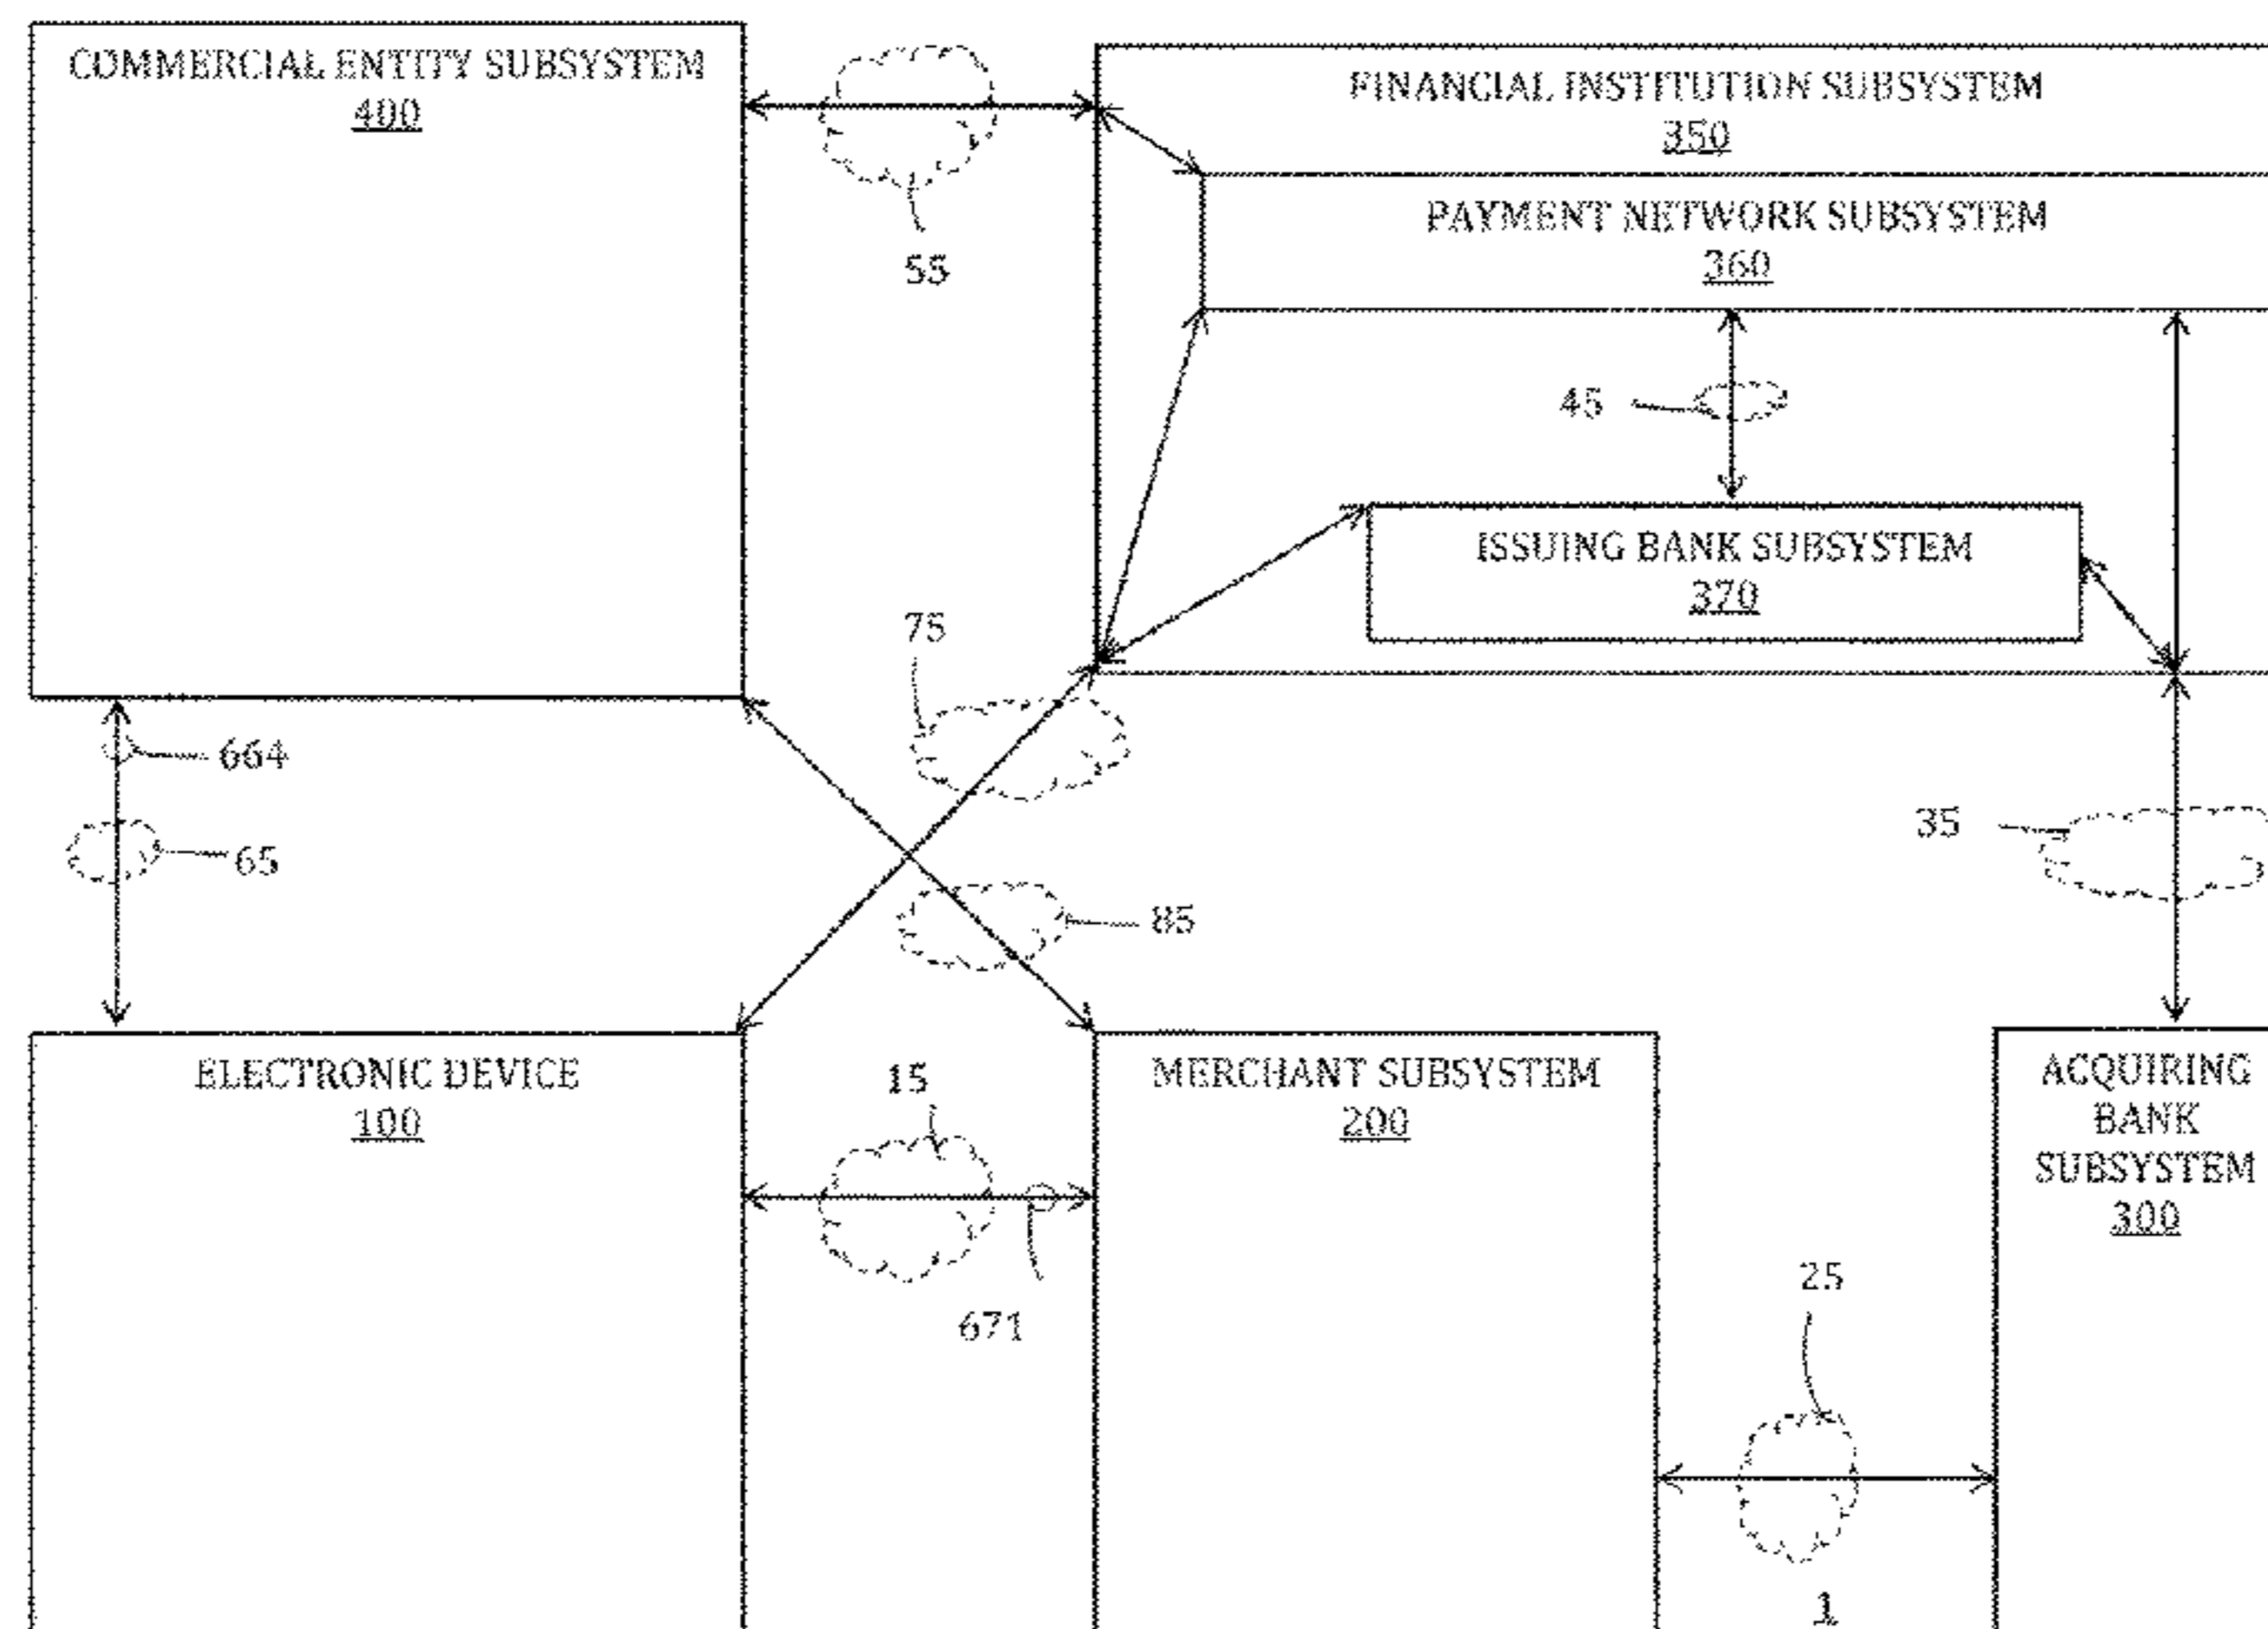 COMMERCIAL ENTITY SUBSYSTEM
400
55
FINANCIAL INSTITUTION SUBSYSTEM
350
PAYMENT NETWORK SUBSYSTEM
360
45
ISSUING BANK SUBSYSTEM
370
75
664
65
85
35
ELECTRONIC DEVICE
100
15
671
MERCHANT SUBSYSTEM
200
25
ACQUIRING
BANK
SUBSYSTEM
300
1